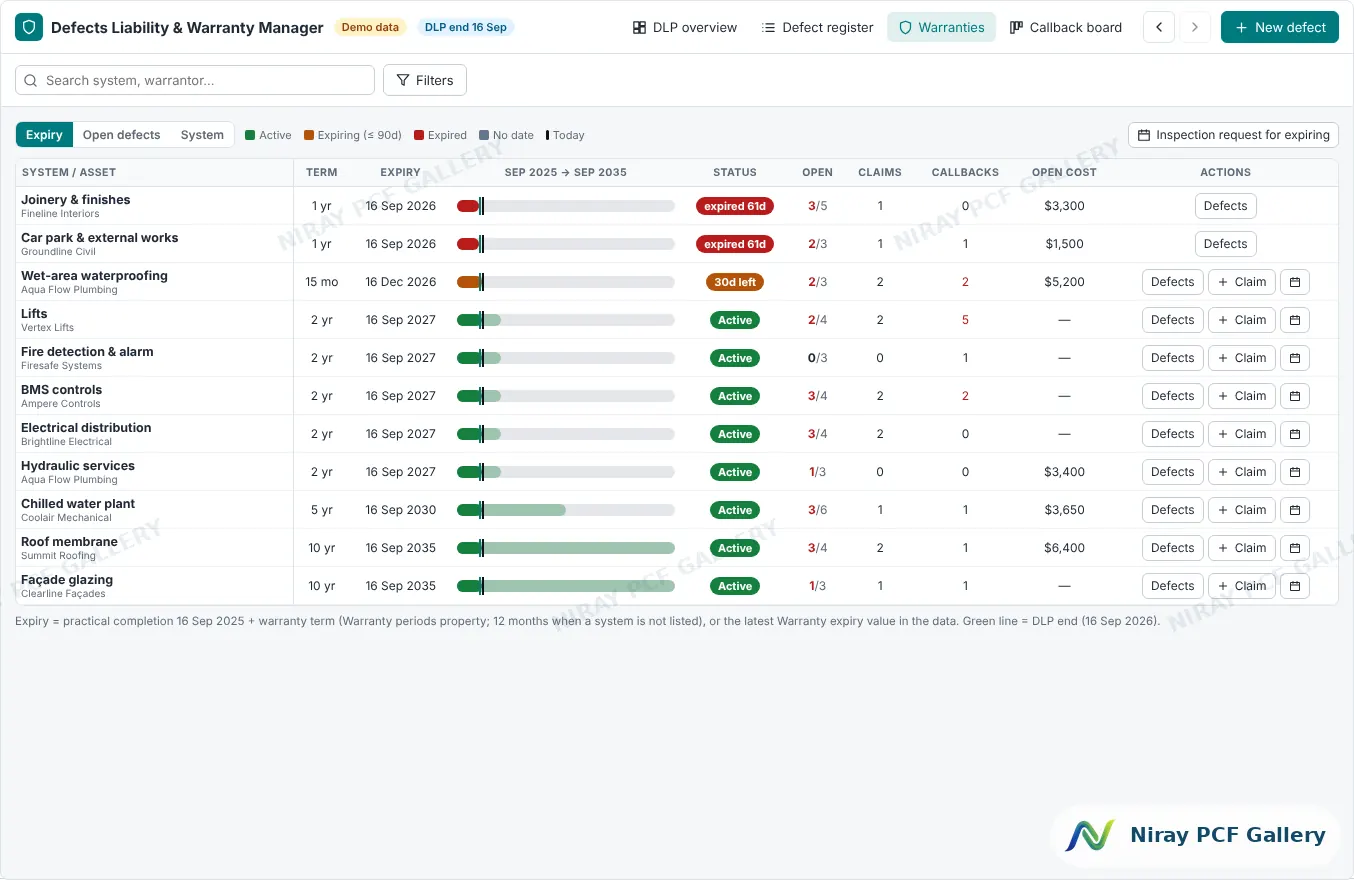 Defects Liability & Warranty Manager Demo data DLP end 16 Sep DLP overview Defect register Warranties Callback board New defect
Search system, warrantor... Filters
Expiry Open defects System Active Expiring (≤ 90d) Expired No date Today Inspection request for expiring
SYSTEM / ASSET TERM EXPIRY SEP 2025 → SEP 2035 STATUS OPEN CLAIMS CALLBACKS OPEN COST ACTIONS
Joinery & finishes
Fineline Interiors
1 yr 16 Sep 2026 expired 61d 3/5 1 0 $3,300 Defects
Car park & external works
Groundline Civil
1 yr 16 Sep 2026 expired 61d 2/3 1 1 $1,500 Defects
Wet-area waterproofing
Aqua Flow Plumbing
15 mo 16 Dec 2026 30d left 2/3 2 2 $5,200 Defects + Claim
Lifts
Vertex Lifts
2 yr 16 Sep 2027 Active 2/4 2 5 — Defects + Claim
Fire detection & alarm
Firesafe Systems
2 yr 16 Sep 2027 Active 0/3 0 1 — Defects + Claim
BMS controls
Ampere Controls
2 yr 16 Sep 2027 Active 3/4 2 2 — Defects + Claim
Electrical distribution
Brightline Electrical
2 yr 16 Sep 2027 Active 3/4 2 0 — Defects + Claim
Hydraulic services
Aqua Flow Plumbing
2 yr 16 Sep 2027 Active 1/3 0 0 $3,400 Defects + Claim
Chilled water plant
Coolair Mechanical
5 yr 16 Sep 2030 Active 3/6 1 1 $3,650 Defects + Claim
Roof membrane
Summit Roofing
10 yr 16 Sep 2035 Active 3/4 2 1 $6,400 Defects + Claim
Façade glazing
Clearline Façades
10 yr 16 Sep 2035 Active 1/3 1 1 — Defects + Claim
Expiry = practical completion 16 Sep 2025 + warranty term (Warranty periods property; 12 months when a system is not listed), or the latest Warranty expiry value in the data. Green line = DLP end (16 Sep 2026).
NIRAY PCF GALLERY
NIRAY PCF GALLERY
PCF GALLERY
NIRAY PCF GALLERY
NIRAY PCF GALL
Niray PCF Gallery